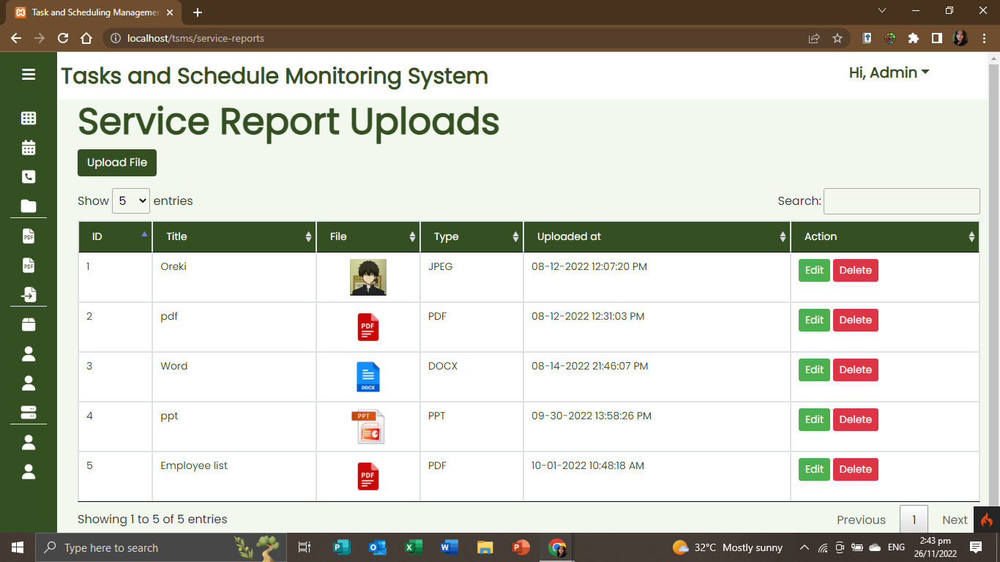 Task and Scheduling Managemer
localhost/tsms/service-reports
Tasks and Schedule Monitoring System
Hi, Admin
Service Report Uploads
Upload File
Show 5 entries
Search:
ID Title File Type Uploaded at Action
1 Oreki JPEG 08-12-2022 12:07:20 PM Edit Delete
2 pdf PDF PDF 08-12-2022 12:31:03 PM Edit Delete
3 Word DOCX DOCX 08-14-2022 21:46:07 PM Edit Delete
4 ppt PPT PPT 09-30-2022 13:58:26 PM Edit Delete
5 Employee list PDF PDF 10-01-2022 10:48:18 AM Edit Delete
Showing 1 to 5 of 5 entries
Previous 1 Next
Type here to search
32°C Mostly sunny
ENG
2:43 pm
26/11/2022